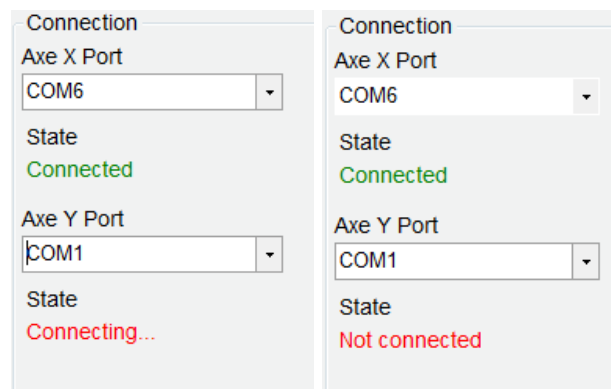 Connection
Axe X Port
COM6
State
Connected
Axe Y Port
COM1
State
Connecting...
Connection
Axe X Port
COM6
State
Connected
Axe Y Port
COM1
State
Not connected